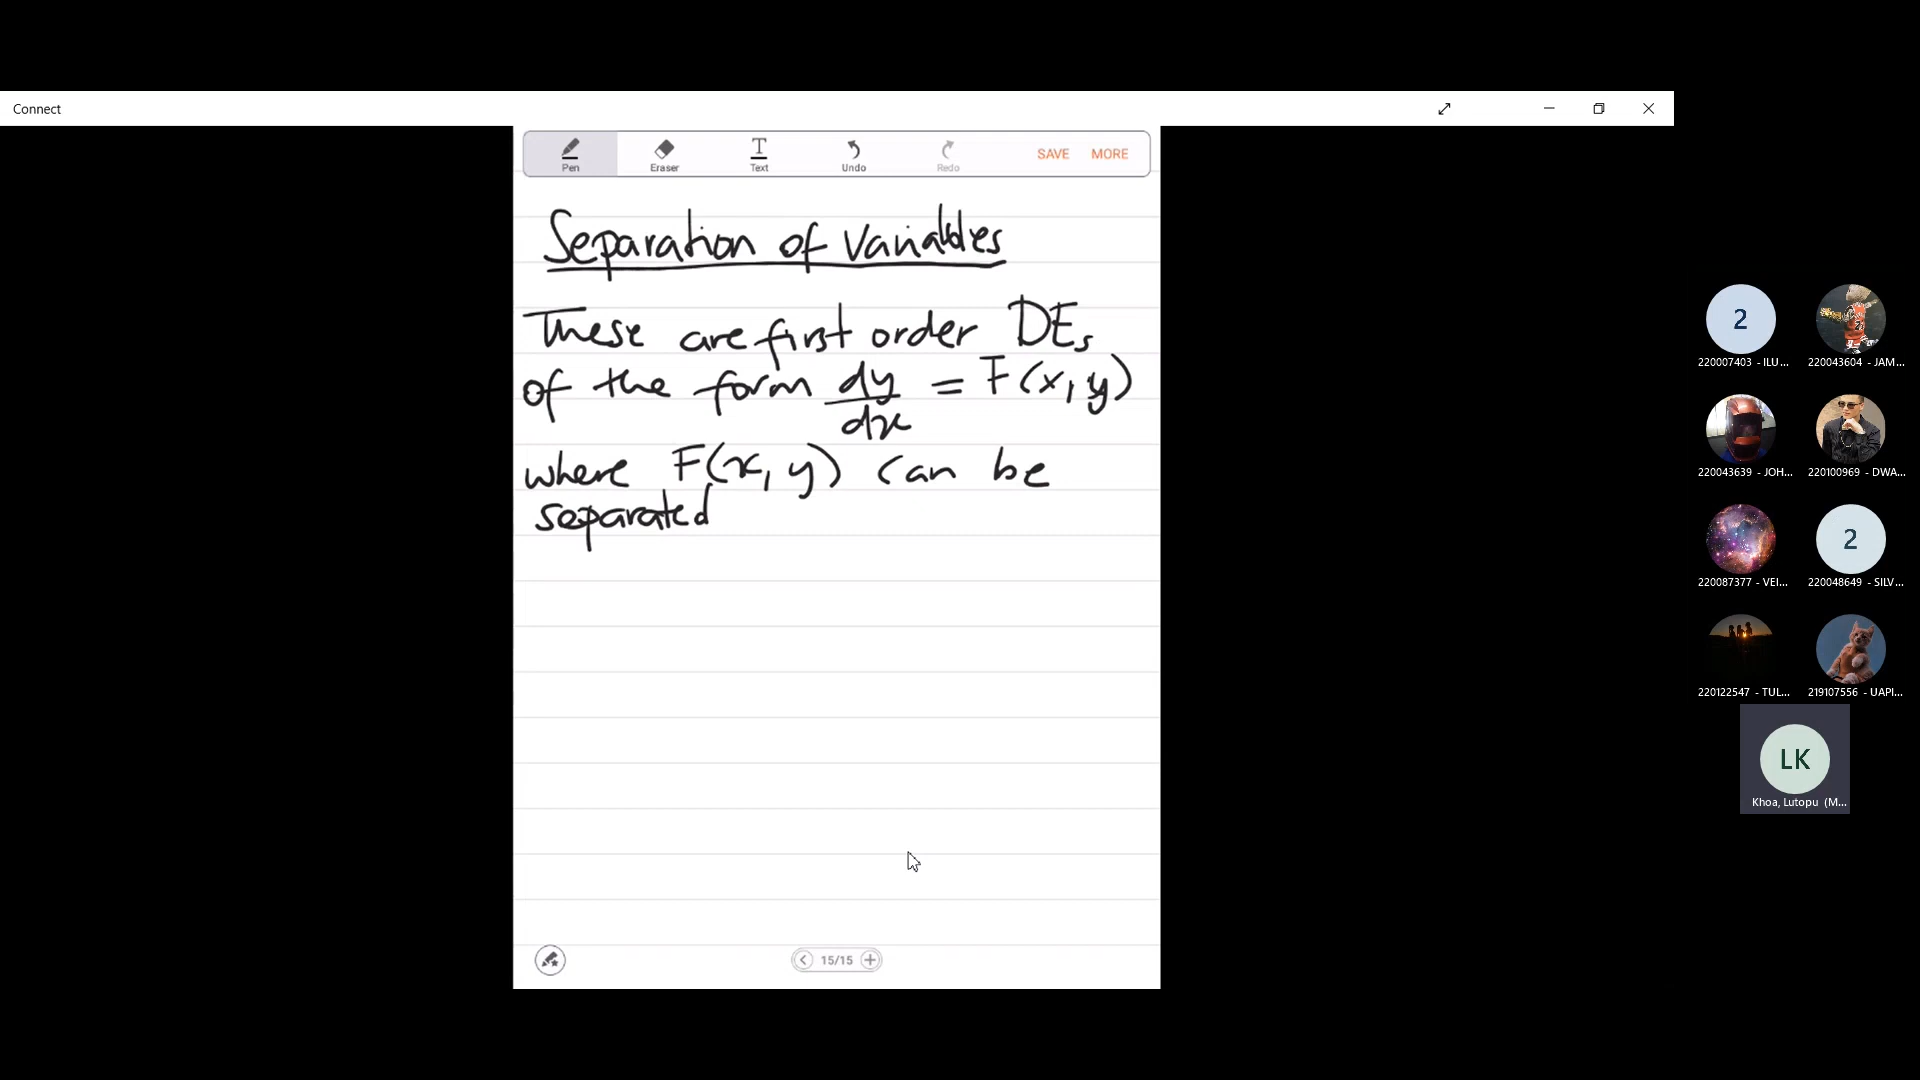 Connect
Pen
Eraser
Text
Undo
Redo
SAVE
MORE
Separation of Variables
These are first order DEs
of the form dy/dx = F(x, y)
where F(x, y) can be
separated
15/15
2
220007403 - ILU...
220043604 - JAM...
220043639 - JOH...
220100969 - DWA...
220087377 - VEI...
2
220048649 - SILV...
220122547 - TUL...
219107556 - UAPI...
LK
Khoa, Lutopu (M...